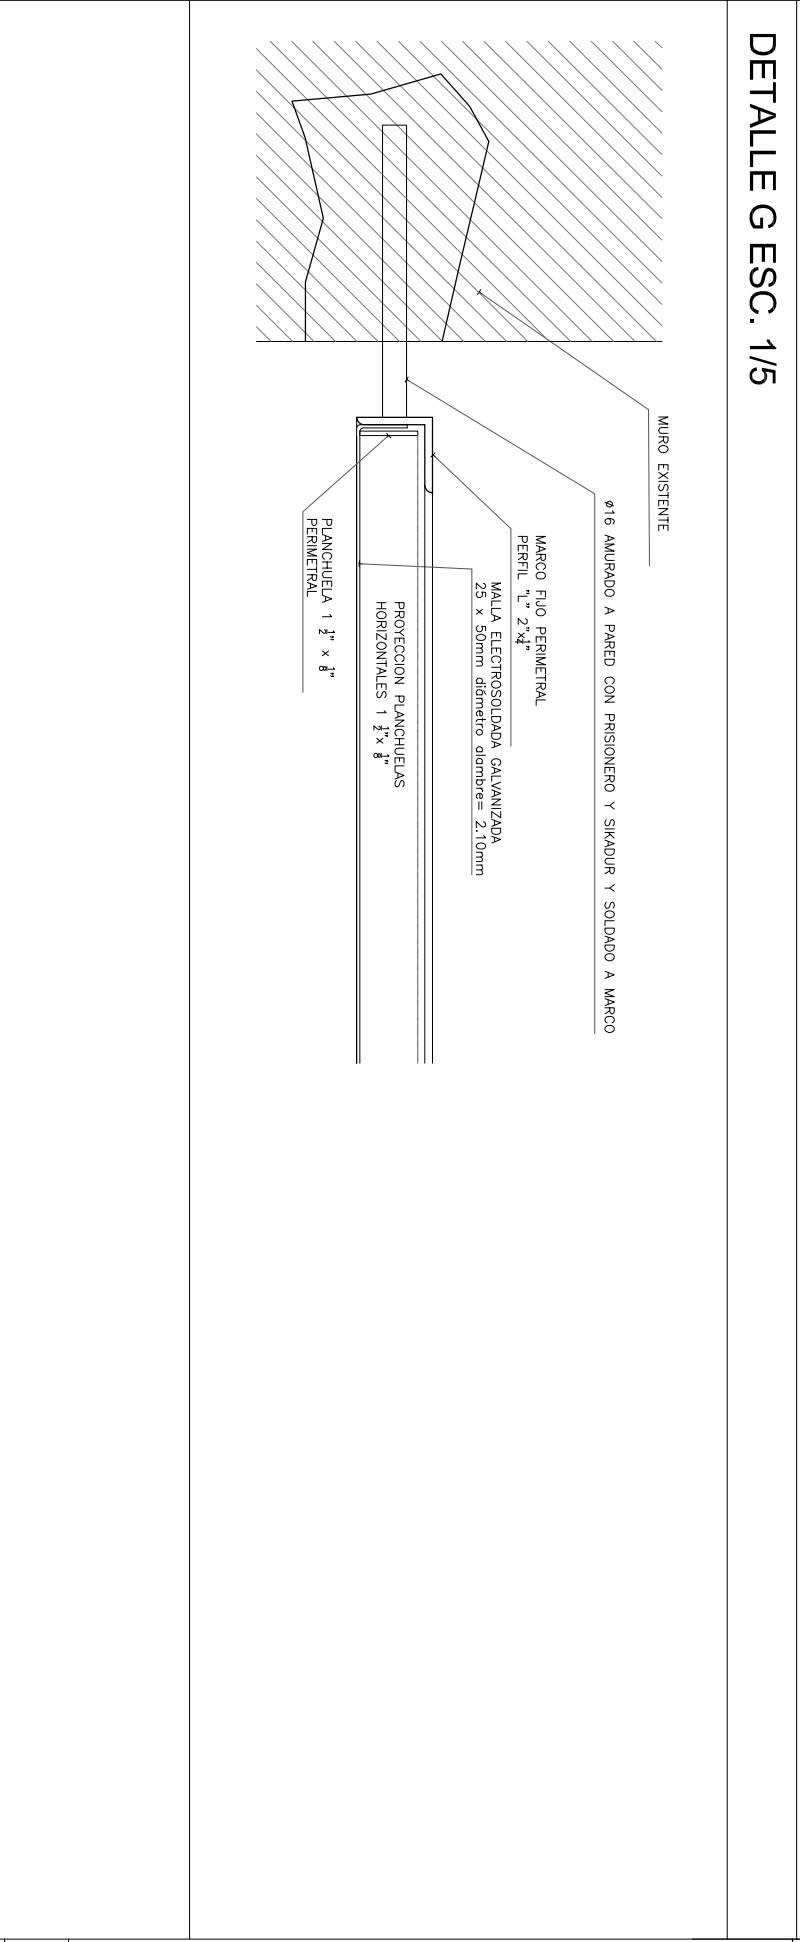 DETALLE G ESC. 1/5
MURO EXISTENTE
ø16 AMURADO A PARED CON PRISIONERO Y SIKADUR Y SOLDADO A MARCO
MARCO FIJO PERIMETRAL
PERFIL "L" 2"x
MALLA ELECTROSOLDADA GALVANIZADA
25 x 50mm diámetro alambre= 2.10mm
PROYECCION PLANCHUELAS
HORIZONTALES 1 1/2"x 1/8"
PLANCHUELA 1 1/2" x 1/8"
PERIMETRAL